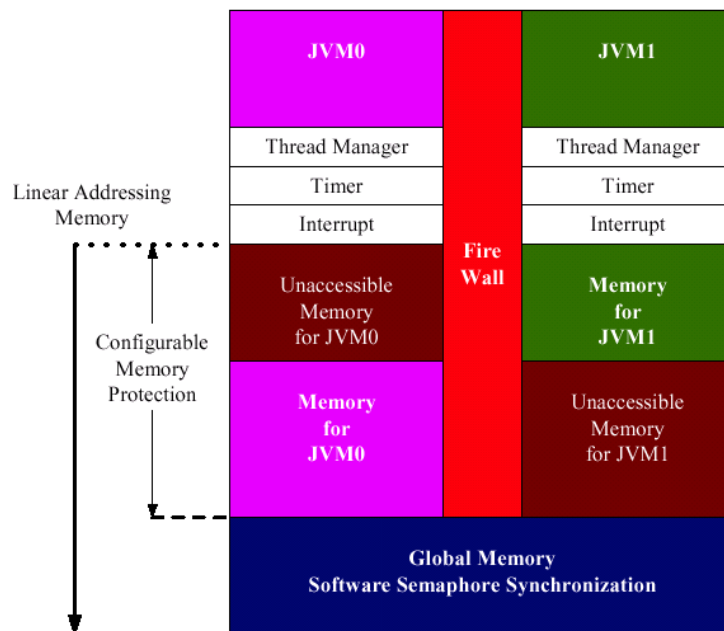 JVM0
JVM1
Thread Manager
Thread Manager
Timer
Timer
Interrupt
Interrupt
Linear Addressing
Memory
Fire
Wall
Unaccessible
Memory
for JVM0
Memory
for
JVM1
Configurable
Memory
Protection
Memory
for
JVM0
Unaccessible
Memory
for JVM1
Global Memory
Software Semaphore Synchronization